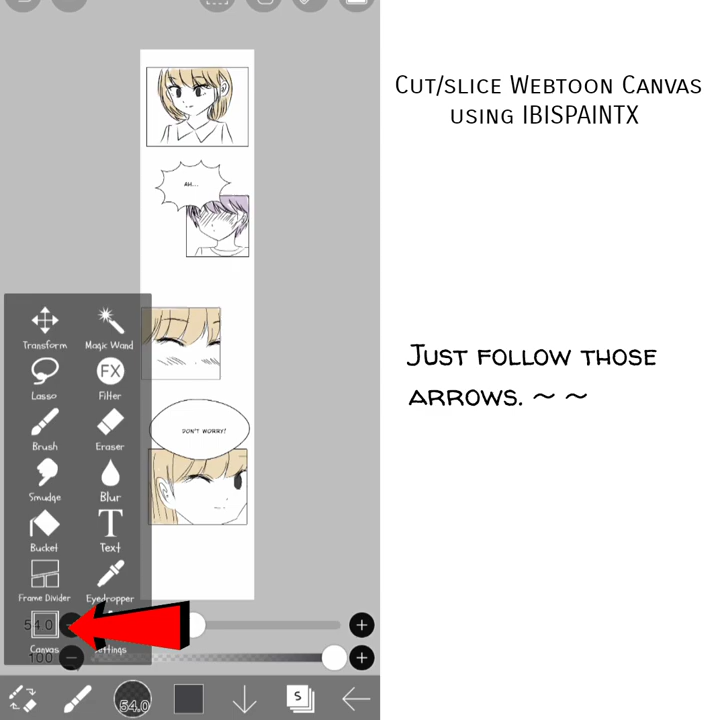 Cut/slice Webtoon Canvas
using IBISPAINTX
AH...
Just follow those
arrows. ~ ~
Transform
Magic Wand
Lasso
FX
Filter
DON'T WORRY!
Brush
Eraser
Smudge
Blur
Bucket
T
Text
Frame Divider
Eyedropper
54.0
Canvas
100
54.0
S